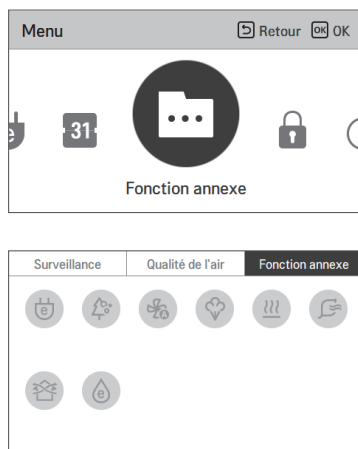 Menu Retour OK OK
e 31
Fonction annexe
Surveillance Qualité de l'air Fonction annexe
e A
e